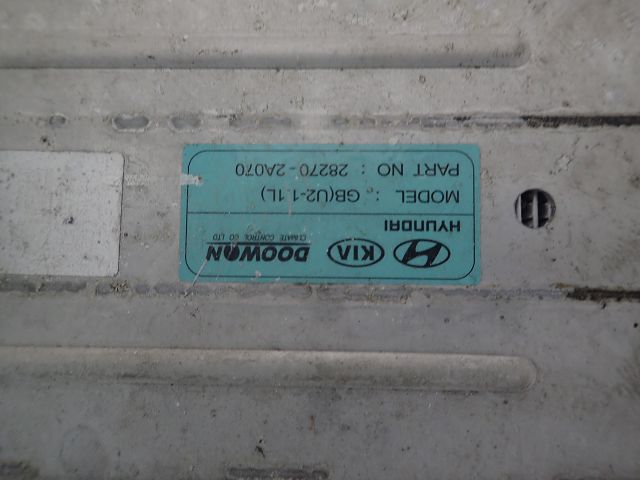 HYUNDAI KIA DOOWON
CLIMATE CONTROL CO LTD
MODEL : GB(U2-1.1L)
PART NO : 28270-2A070